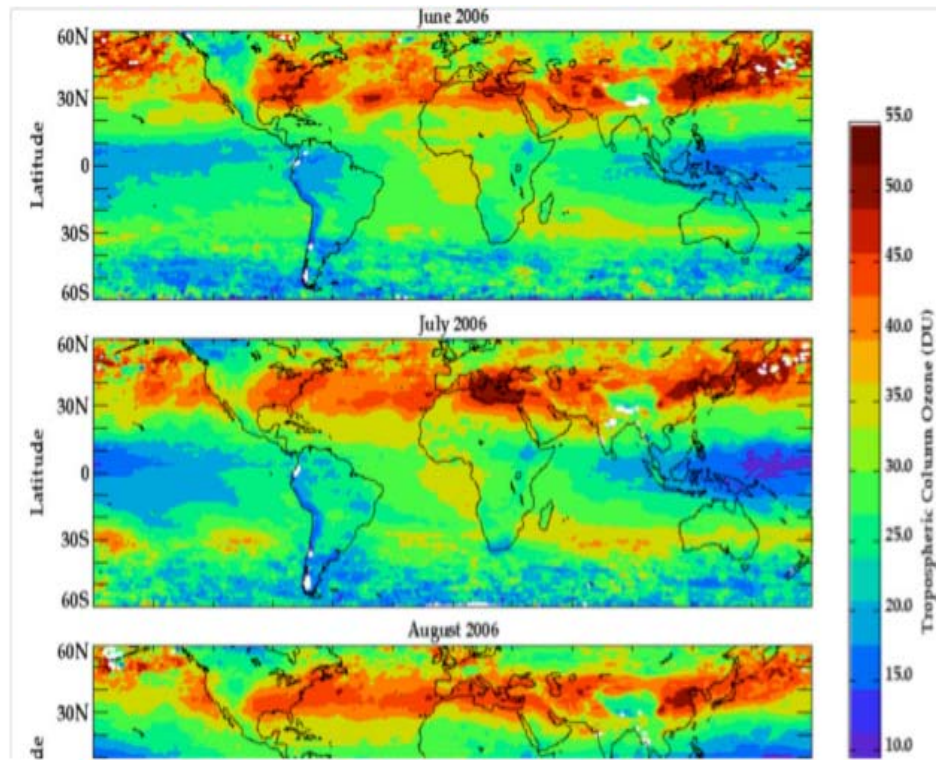 June 2006
60N
30N
0
30S
60S
Latitude
July 2006
60N
30N
0
30S
60S
Latitude
August 2006
60N
30N
de
55.0
50.0
45.0
40.0
35.0
30.0
25.0
20.0
15.0
10.0
Tropospheric Column Ozone (DU)